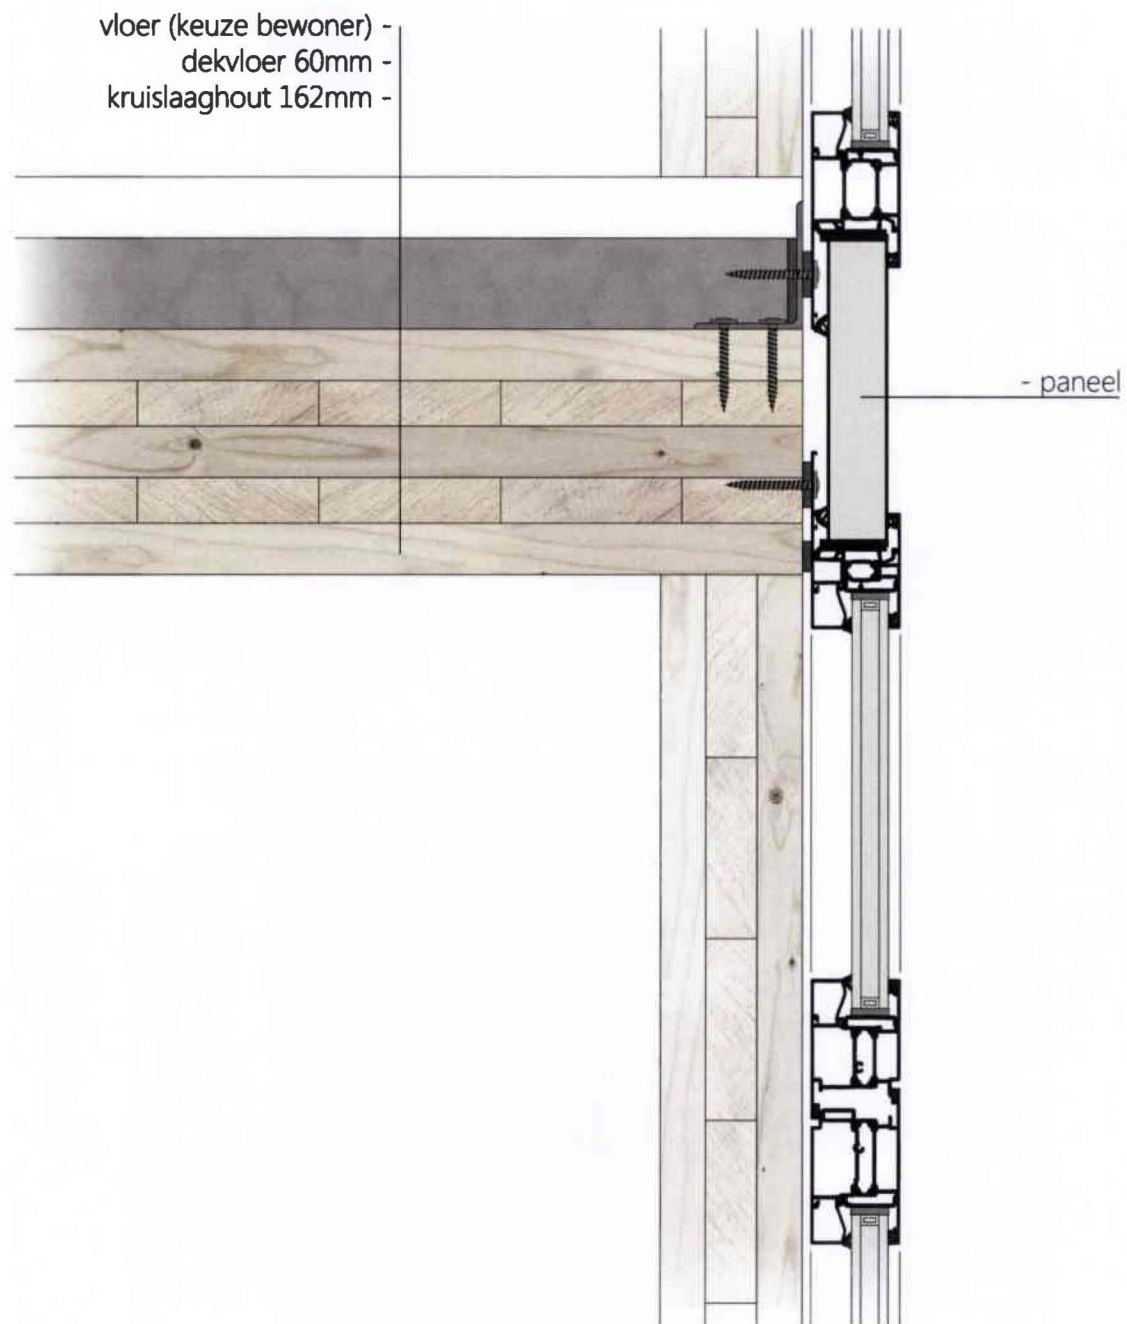 vloer (keuze bewoner) -
dekvloer 60mm -
kruislaaghout 162mm -
- paneel